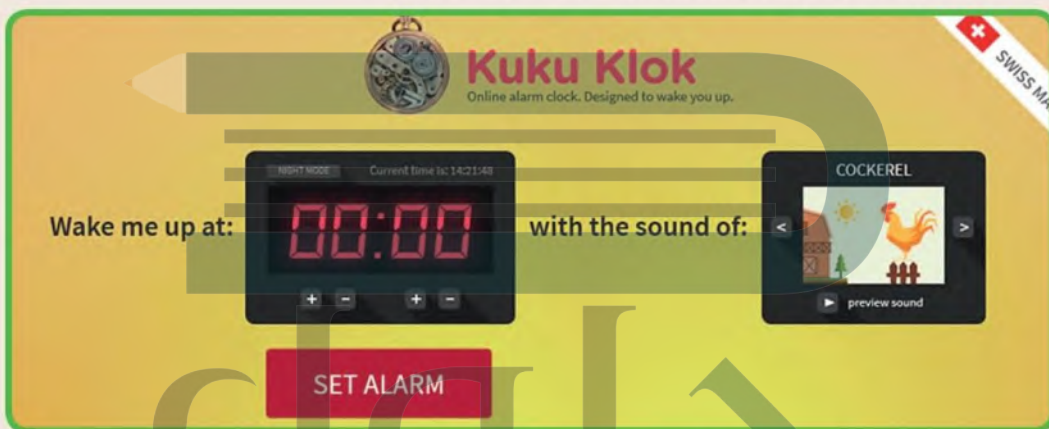 Kuku Klok
Online alarm clock. Designed to wake you up.
SWISS MA
NIGHT MODE Current time is: 14:21:48
COCKEREL
Wake me up at: 00:00 with the sound of: < >
+ - + -
preview sound
SET ALARM